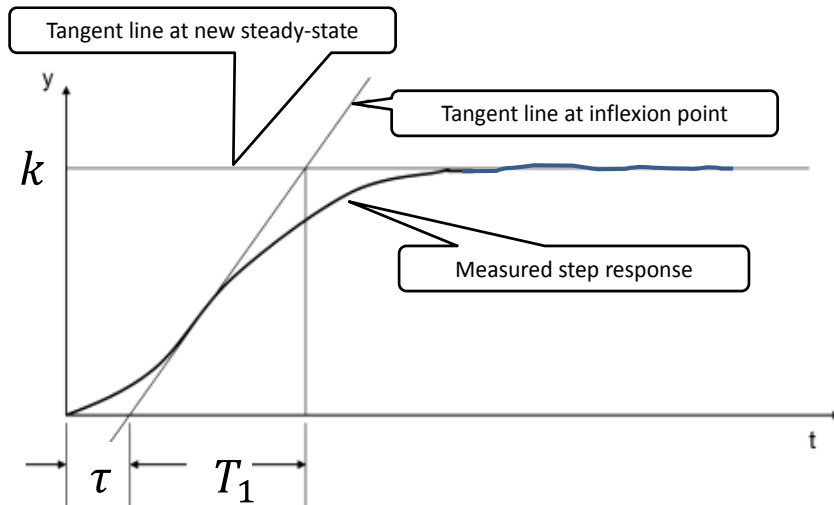 Tangent line at new steady-state
y
Tangent line at inflexion point
k
Measured step response
t
τ
T₁